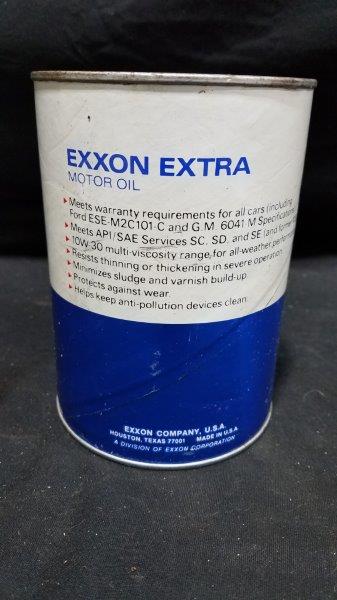 EXXON EXTRA
MOTOR OIL
Meets warranty requirements for all cars (including
Ford ESE-M2C101-C and G.M. 6041-M Specifications
Meets API/SAE Services SC, SD, and SE (and former
10W-30 multi-viscosity range for all-weather
Resists thinning or thickening in severe operation.
Minimizes sludge and varnish build-up.
Protects against wear.
Helps keep anti-pollution devices clean.
EXXON COMPANY, U.S.A.
HOUSTON, TEXAS 77001 MADE IN U.S.A.
A DIVISION OF EXXON CORPORATION